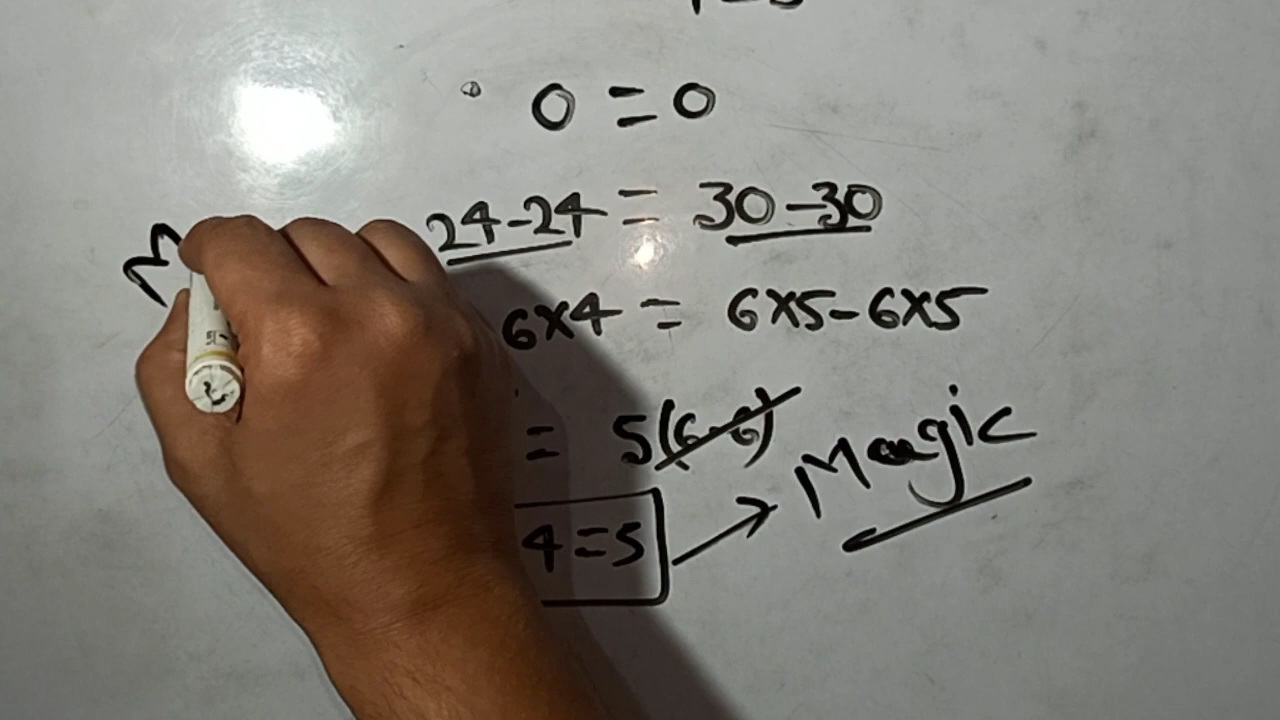 0 = 0
24-24 = 30-30
6×4 = 6×5-6×5
= 5(6-6)
4=5 → Magic
M